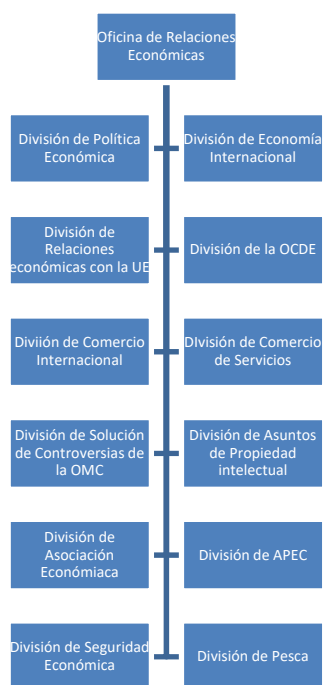 Oficina de Relaciones
Económicas
División de Política
Económica
División de Economía
Internacional
División de
Relaciones
económicas con la UE
División de la OCDE
Diviión de Comercio
Internacional
DIvisión de Comercio
de Servicios
División de Solución
de Controversias de
la OMC
División de Asuntos
de Propiedad
intelectual
División de
Asociación
Económiaca
División de APEC
División de Seguridad
Económica
División de Pesca